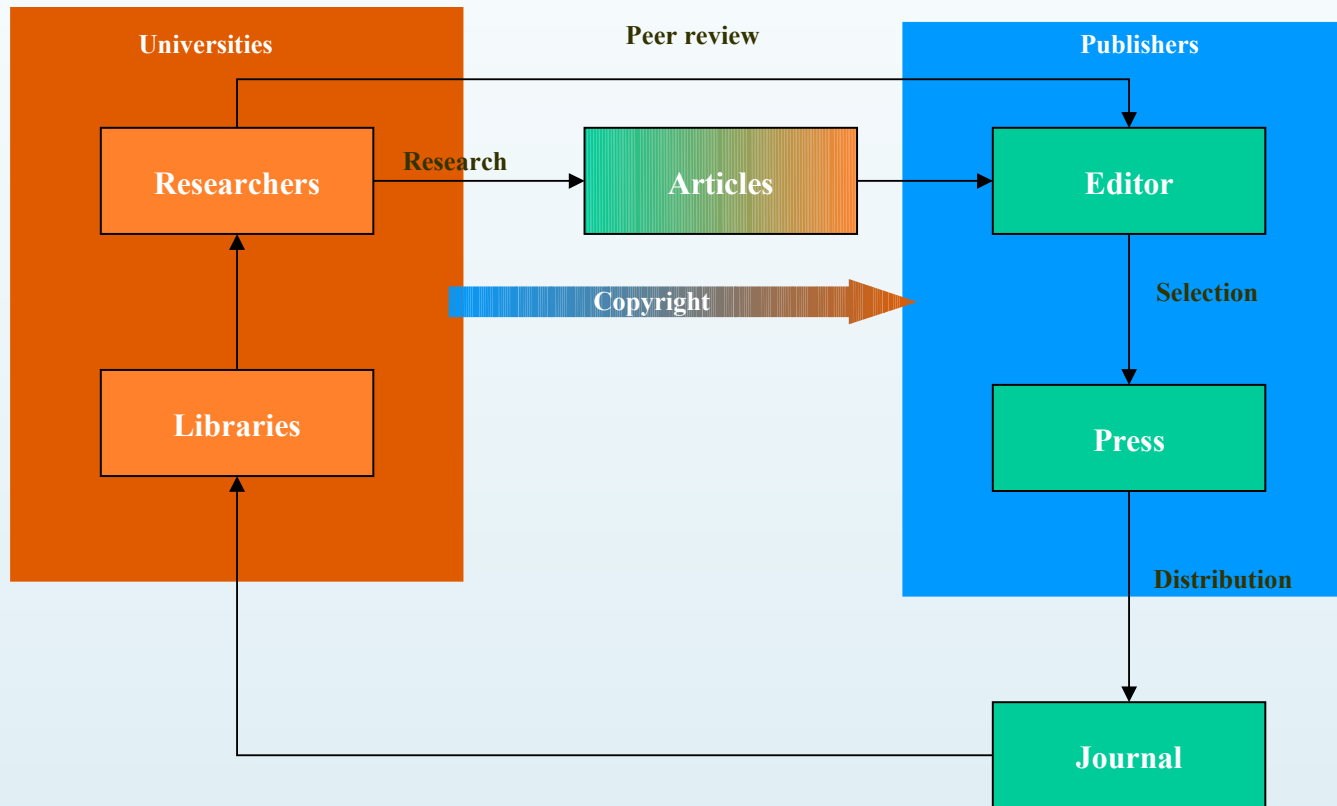 Universities
Peer review
Publishers
Researchers
Research
Articles
Editor
Copyright
Selection
Libraries
Press
Distribution
Journal